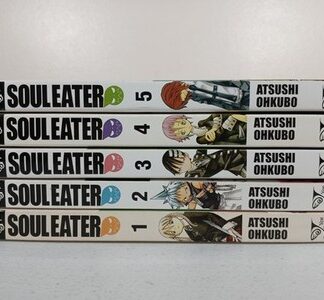 SOUL EATER 5 ATSUSHI
OHKUBO
SOUL EATER 4 ATSUSHI
OHKUBO
SOUL EATER 3 ATSUSHI
OHKUBO
SOUL EATER 2 ATSUSHI
OHKUBO
SOUL EATER 1 ATSUSHI
OHKUBO